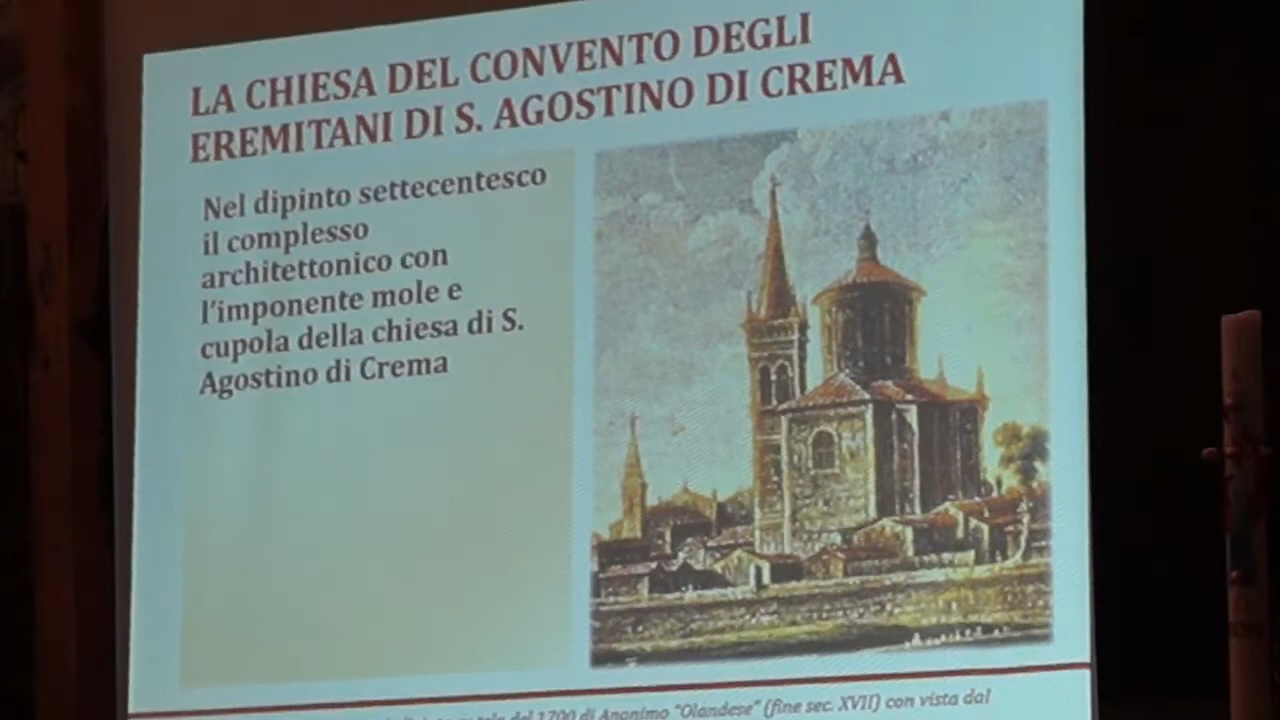 LA CHIESA DEL CONVENTO DEGLI
EREMITANI DI S. AGOSTINO DI CREMA
Nel dipinto settecentesco
il complesso
architettonico con
l'imponente mole e
cupola della chiesa di S.
Agostino di Crema
del 1700 di Anonimo "Olandese" (fine sec. XVII) con vista dal